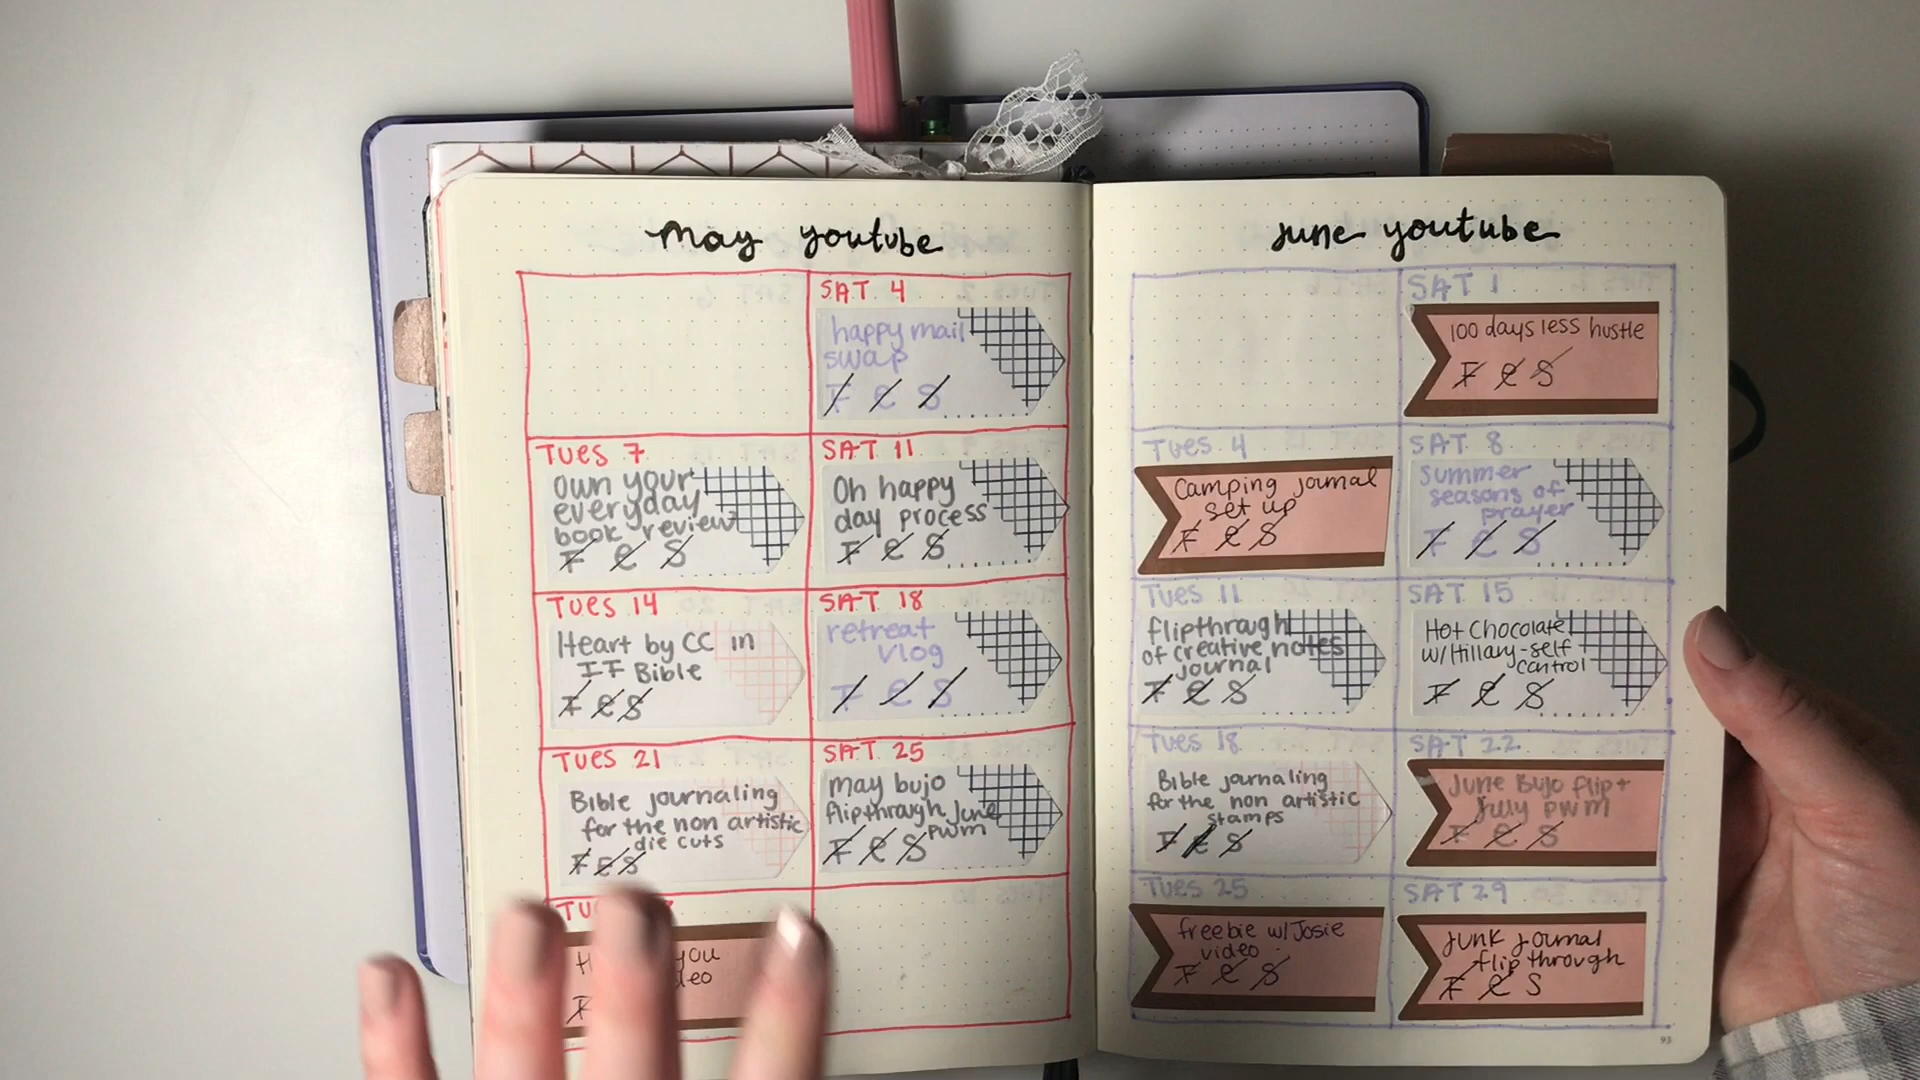 may youtube
SAT 4
happy mail
swap
F E S
TUES 7
own your
everyday
book review
F E S
SAT 11
Oh happy
day process
F E S
TUES 14
Heart by CC in
IF Bible
F E S
SAT 18
retreat
vlog
F E S
TUES 21
Bible journaling
for the non artistic
die cuts
F E S
SAT 25
may bujo
flipthrough June
PWM
F E S
you
F
june youtube
SAT 1
100 days less hustle
F E S
Tues 4
Camping journal
set up
F E S
SAT 8
Summer
seasons of
prayer
F E S
Tues 11
flipthrough
of creative notes
journal
F E S
SAT 15
Hot Chocolate
w/Hillary-self
control
F E S
Tues 18
Bible journaling
for the non artistic
stamps
F E S
SAT 22
June Bujo flip+
July PWM
F E S
Tues 25
freebie w/Josie
video
F E S
SAT 29
Junk Journal
flipthrough
F E S
93